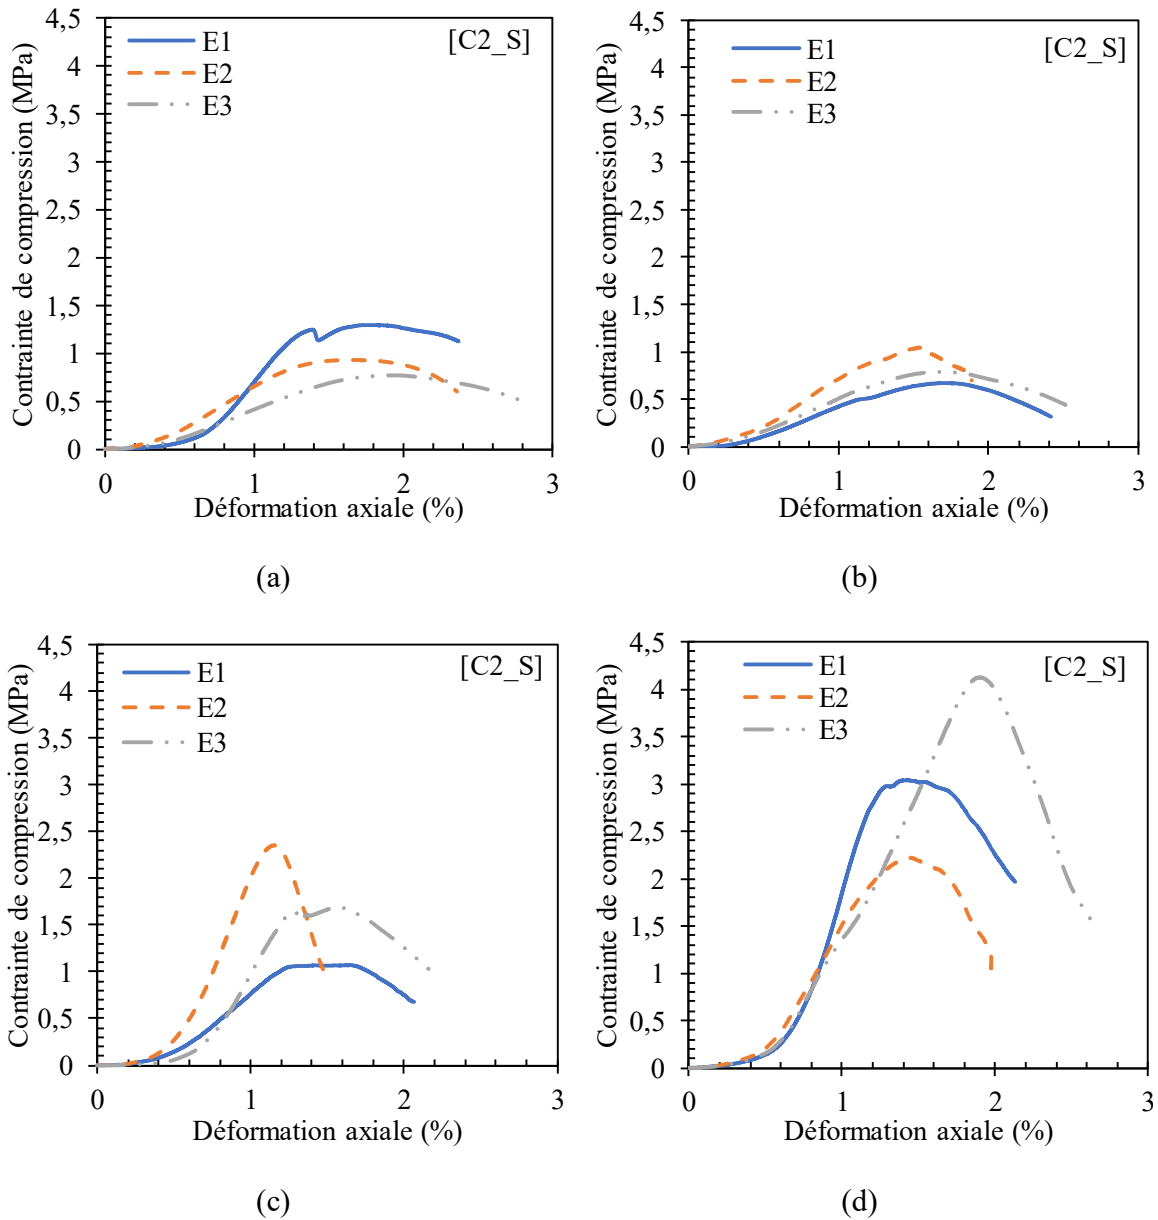 [C2_S]
E1
E2
E3
Contrainte de compression (MPa)
4,5
4
3,5
3
2,5
2
1,5
1
0,5
0
0 1 2 3
Déformation axiale (%)
(a)
[C2_S]
E1
E2
E3
Contrainte de compression (MPa)
4,5
4
3,5
3
2,5
2
1,5
1
0,5
0
0 1 2 3
Déformation axiale (%)
(b)
[C2_S]
E1
E2
E3
Contrainte de compression (MPa)
4,5
4
3,5
3
2,5
2
1,5
1
0,5
0
0 1 2 3
Déformation axiale (%)
(c)
[C2_S]
E1
E2
E3
Contrainte de compression (MPa)
4,5
4
3,5
3
2,5
2
1,5
1
0,5
0
0 1 2 3
Déformation axiale (%)
(d)